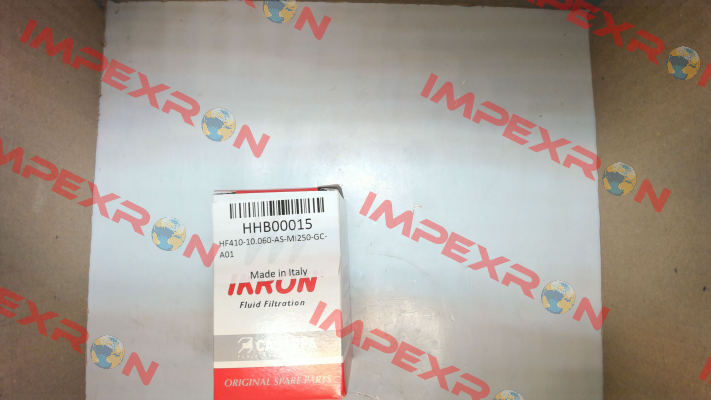 IMPEXRON
IMPEXRON
IMPEXRON
IMPEXRON
IMPEXRON
IMPEXRON
HHB00015
HF410-10.060-AS-MI250-GC-
A01
Made in Italy
IKRON
Fluid Filtration
ORIGINAL SPARE PARTS